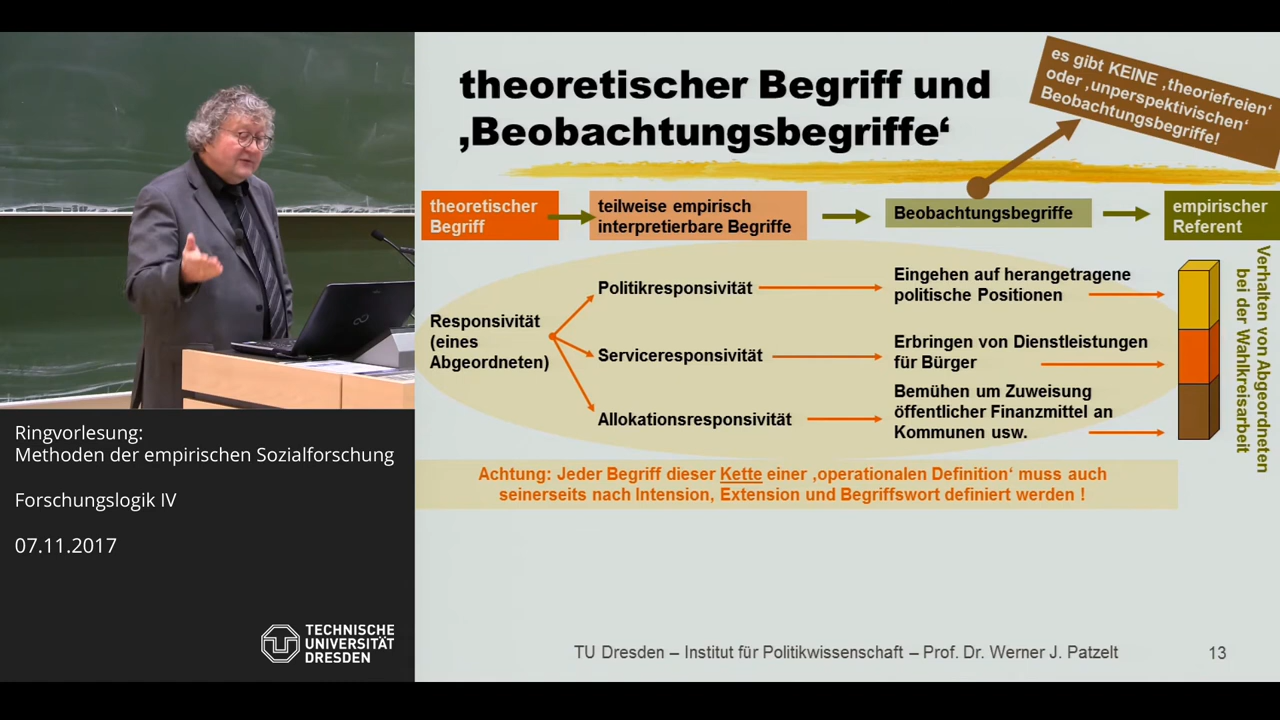 theoretischer Begriff und
‚Beobachtungsbegriffe‘
es gibt KEINE ‚theoriefreien‘
oder ‚unperspektivischen‘
Beobachtungsbegriffe!
theoretischer
Begriff
teilweise empirisch
interpretierbare Begriffe
Beobachtungsbegriffe
empirischer
Referent
Responsivität
(eines
Abgeordneten)
Politikresponsivität
Serviceresponsivität
Allokationsresponsivität
Eingehen auf herangetragene
politische Positionen
Erbringen von Dienstleistungen
für Bürger
Bemühen um Zuweisung
öffentlicher Finanzmittel an
Kommunen usw.
Verhalten von Abgeordneten
bei der Wahlkreisarbeit
Achtung: Jeder Begriff dieser Kette einer ‚operationalen Definition‘ muss auch
seinerseits nach Intension, Extension und Begriffswort definiert werden !
TU Dresden – Institut für Politikwissenschaft – Prof. Dr. Werner J. Patzelt
13
Ringvorlesung:
Methoden der empirischen Sozialforschung
Forschungslogik IV
07.11.2017
TECHNISCHE
UNIVERSITÄT
DRESDEN